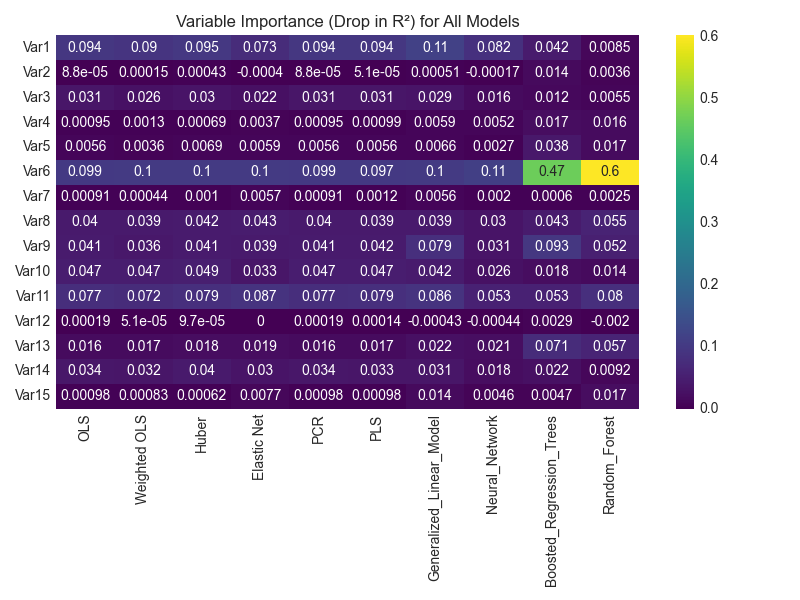 Variable Importance (Drop in R²) for All Models
Var1 0.094 0.09 0.095 0.073 0.094 0.094 0.11 0.082 0.042 0.0085
Var2 8.8e-05 0.00015 0.00043 -0.0004 8.8e-05 5.1e-05 0.00051 -0.00017 0.014 0.0036
Var3 0.031 0.026 0.03 0.022 0.031 0.031 0.029 0.016 0.012 0.0055
Var4 0.00095 0.0013 0.00069 0.0037 0.00095 0.00099 0.0059 0.0052 0.017 0.016
Var5 0.0056 0.0036 0.0069 0.0059 0.0056 0.0056 0.0066 0.0027 0.038 0.017
Var6 0.099 0.1 0.1 0.1 0.099 0.097 0.1 0.11 0.47 0.6
Var7 0.00091 0.00044 0.001 0.0057 0.00091 0.0012 0.0056 0.002 0.0006 0.0025
Var8 0.04 0.039 0.042 0.043 0.04 0.039 0.039 0.03 0.043 0.055
Var9 0.041 0.036 0.041 0.039 0.041 0.042 0.079 0.031 0.093 0.052
Var10 0.047 0.047 0.049 0.033 0.047 0.047 0.042 0.026 0.018 0.014
Var11 0.077 0.072 0.079 0.087 0.077 0.079 0.086 0.053 0.053 0.08
Var12 0.00019 5.1e-05 9.7e-05 0 0.00019 0.00014 -0.00043 -0.00044 0.0029 -0.002
Var13 0.016 0.017 0.018 0.019 0.016 0.017 0.022 0.021 0.071 0.057
Var14 0.034 0.032 0.04 0.03 0.034 0.033 0.031 0.018 0.022 0.0092
Var15 0.00098 0.00083 0.00062 0.0077 0.00098 0.00098 0.014 0.0046 0.0047 0.017
OLS
Weighted OLS
Huber
Elastic Net
PCR
PLS
Generalized_Linear_Model
Neural_Network
Boosted_Regression_Trees
Random_Forest
0.6
0.5
0.4
0.3
0.2
0.1
0.0